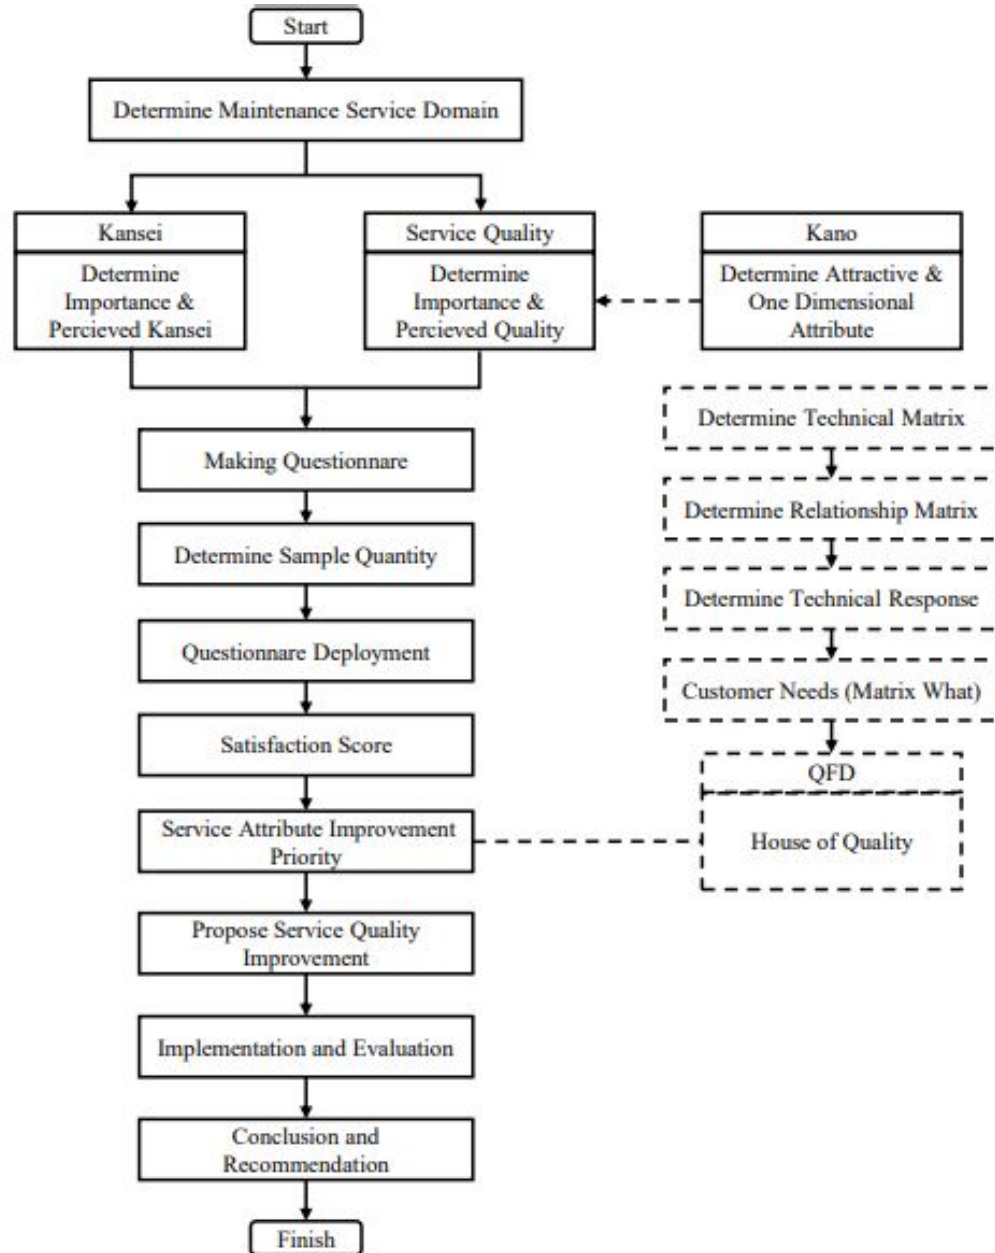 Start
Determine Maintenance Service Domain
Kansei
Determine
Importance &
Percieved Kansei
Service Quality
Determine
Importance &
Percieved Quality
Kano
Determine Attractive &
One Dimensional
Attribute
Making Questionnare
Determine Sample Quantity
Questionnare Deployment
Satisfaction Score
Service Attribute Improvement
Priority
Propose Service Quality
Improvement
Implementation and Evaluation
Conclusion and
Recommendation
Finish
Determine Technical Matrix
Determine Relationship Matrix
Determine Technical Response
Customer Needs (Matrix What)
QFD
House of Quality